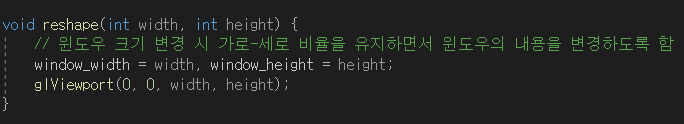 void reshape(int width, int height) {
// 윈도우 크기 변경 시 가로-세로 비율을 유지하면서 윈도우의 내용을 변경하도록 함
window_width = width, window_height = height;
glViewport(0, 0, width, height);
}